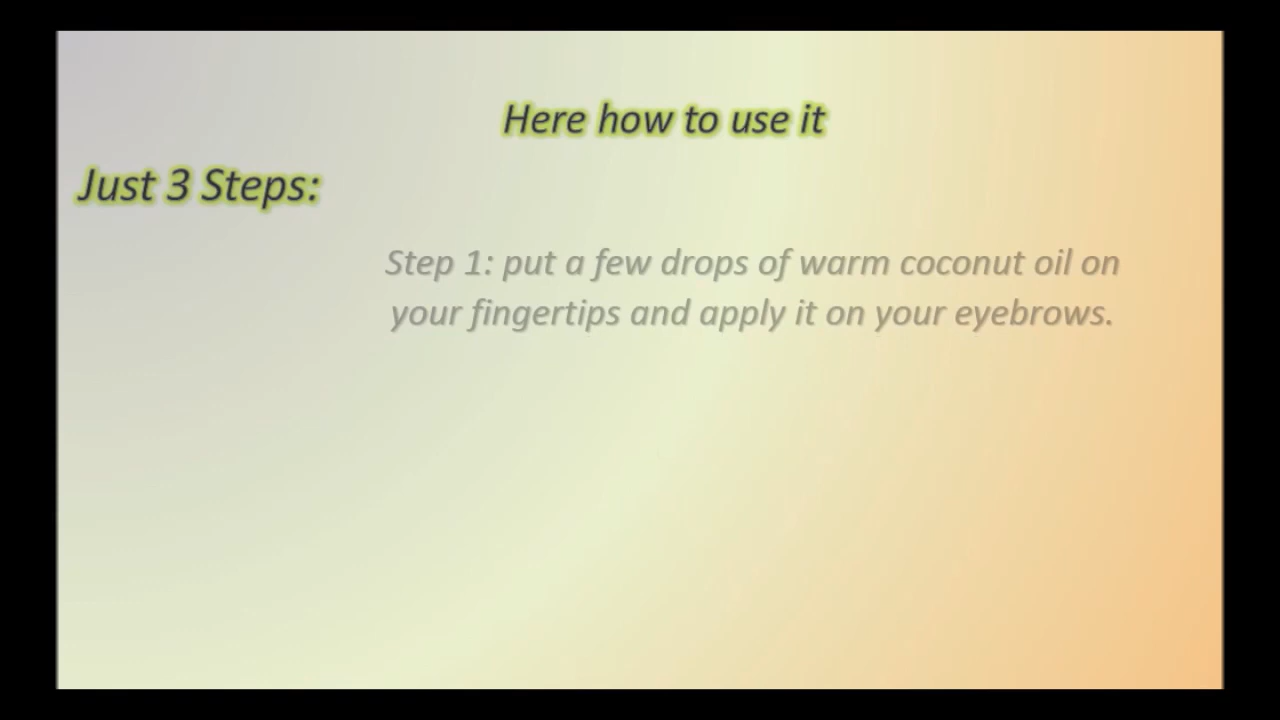 Here how to use it
Just 3 Steps:
Step 1: put a few drops of warm coconut oil on
your fingertips and apply it on your eyebrows.